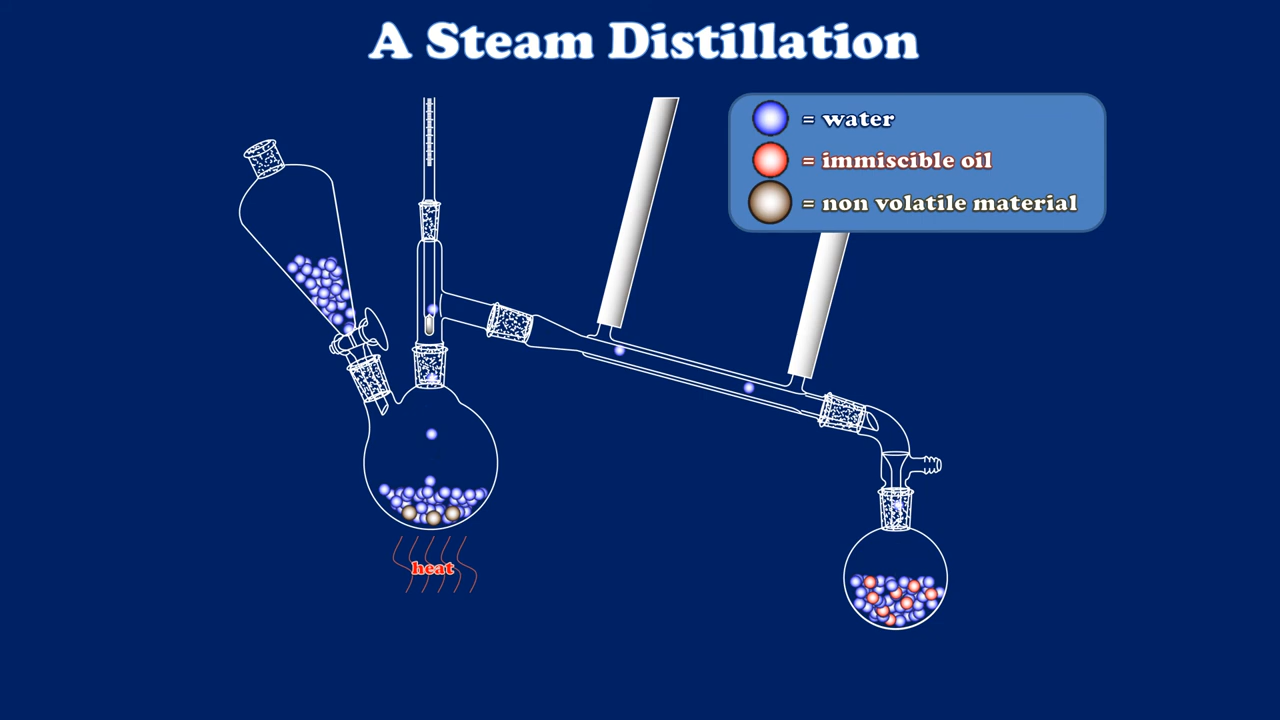 A Steam Distillation
= water
= immiscible oil
= non volatile material
heat